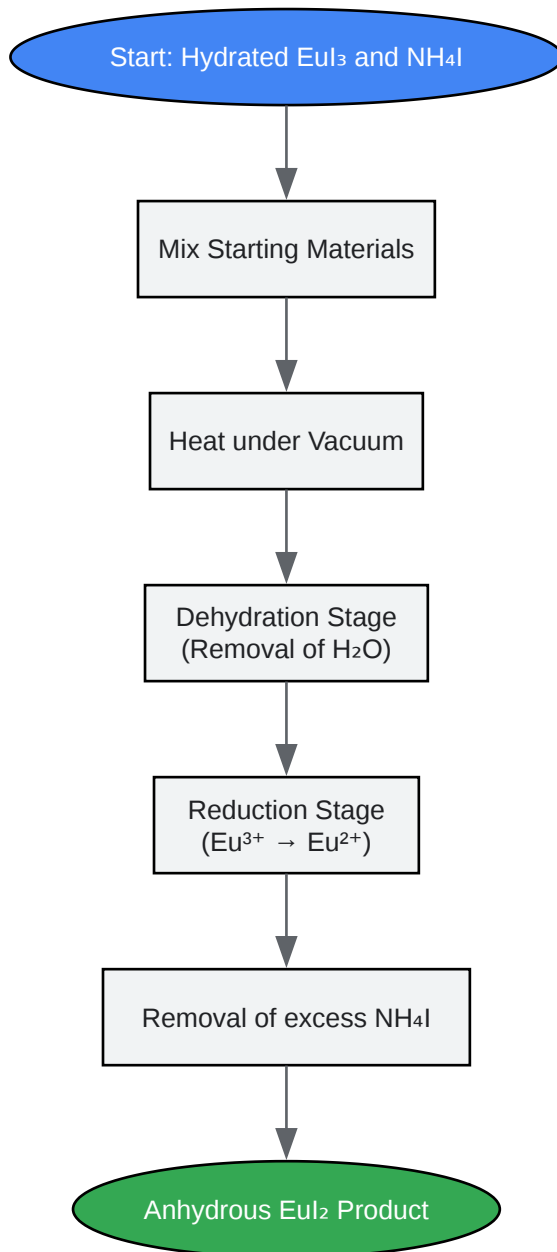 Start: Hydrated EuI₃ and NH₄I
Mix Starting Materials
Heat under Vacuum
Dehydration Stage
(Removal of H₂O)
Reduction Stage
(Eu³⁺ → Eu²⁺)
Removal of excess NH₄I
Anhydrous EuI₂ Product